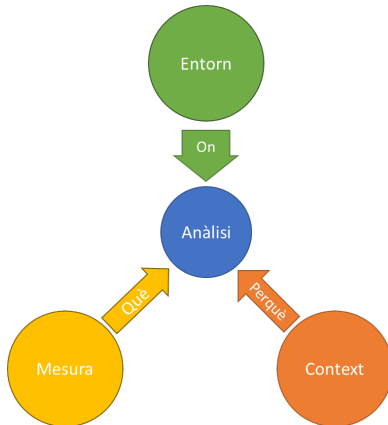 Entorn
On
Anàlisi
Què
Perquè
Mesura
Context